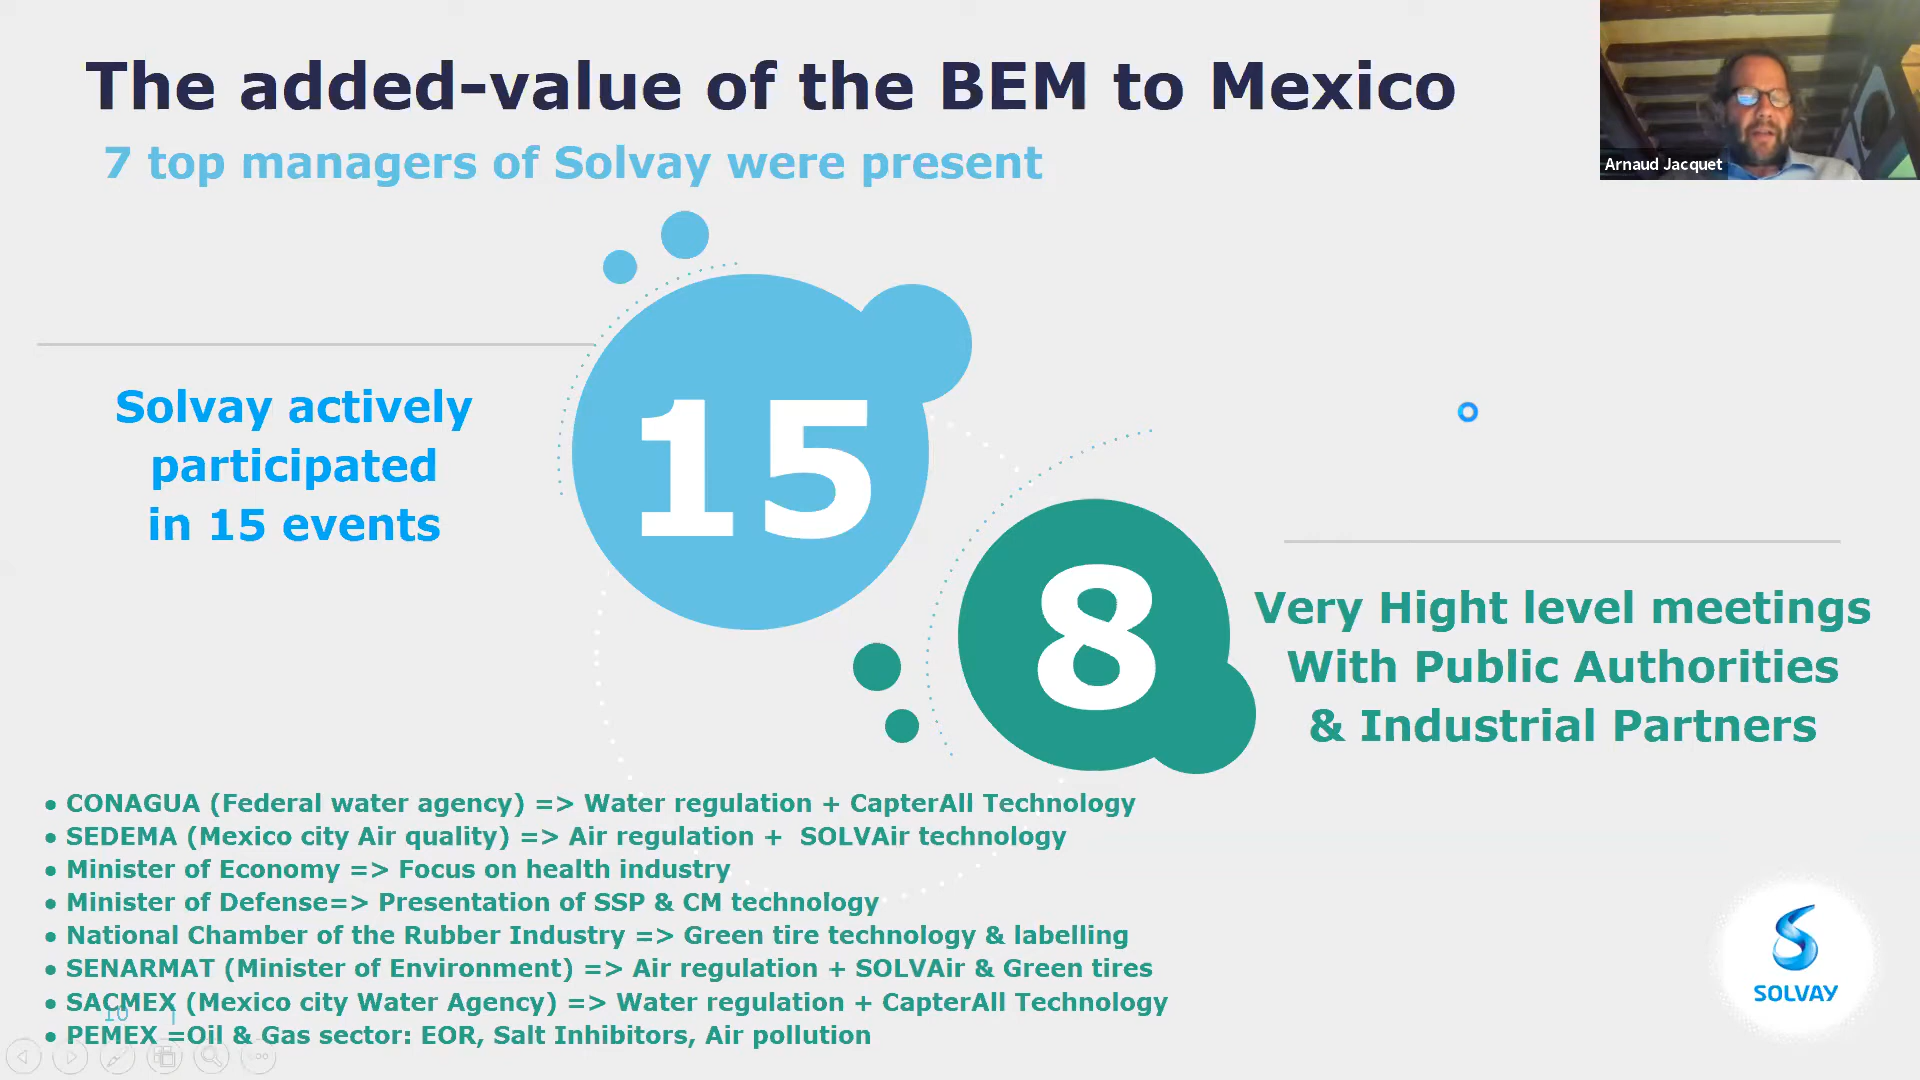 The added-value of the BEM to Mexico
7 top managers of Solvay were present
Arnaud Jacquet
Solvay actively
participated
in 15 events
15
8
Very Hight level meetings
With Public Authorities
& Industrial Partners
• CONAGUA (Federal water agency) => Water regulation + CapterAll Technology
• SEDEMA (Mexico city Air quality) => Air regulation +  SOLVAir technology
• Minister of Economy => Focus on health industry
• Minister of Defense=> Presentation of SSP & CM technology
• National Chamber of the Rubber Industry => Green tire technology & labelling
• SENARMAT (Minister of Environment) => Air regulation + SOLVAir & Green tires
• SACMEX (Mexico city Water Agency) => Water regulation + CapterAll Technology
10 |
• PEMEX =Oil & Gas sector: EOR, Salt Inhibitors, Air pollution
SOLVAY